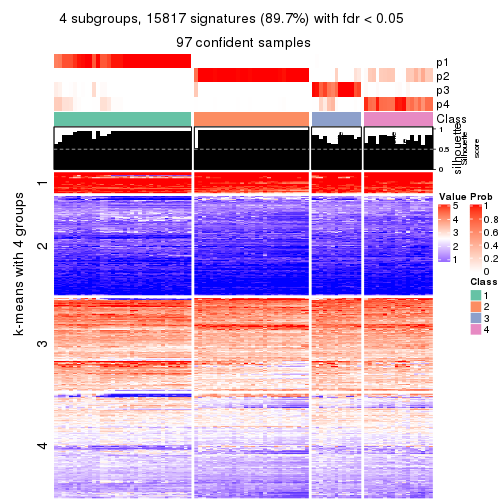 4 subgroups, 15817 signatures (89.7%) with fdr < 0.05
97 confident samples
p1
p2
p3
p4
Class
1
0.5
0
silhouette
Silhouette
score
k-means with 4 groups
1
2
3
4
Value
5
4
3
2
1
Prob
1
0.8
0.6
0.4
0.2
0
Class
1
2
3
4